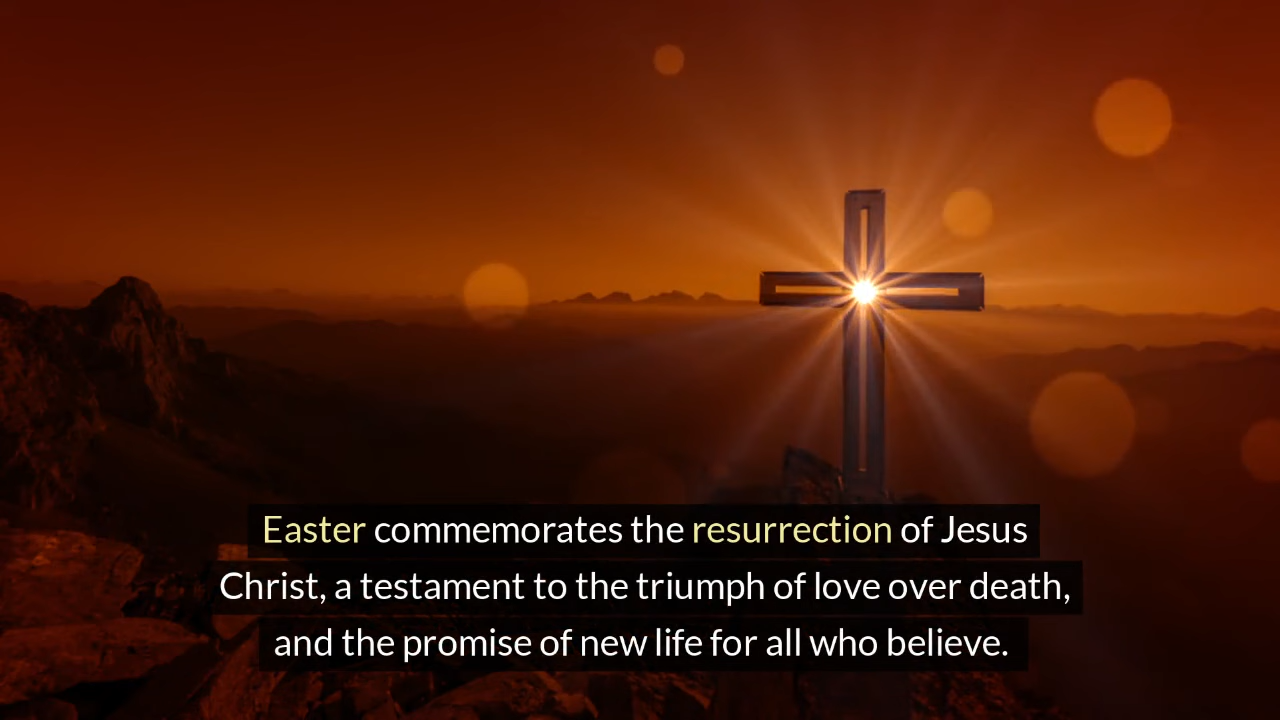 Easter commemorates the resurrection of Jesus
Christ, a testament to the triumph of love over death,
and the promise of new life for all who believe.